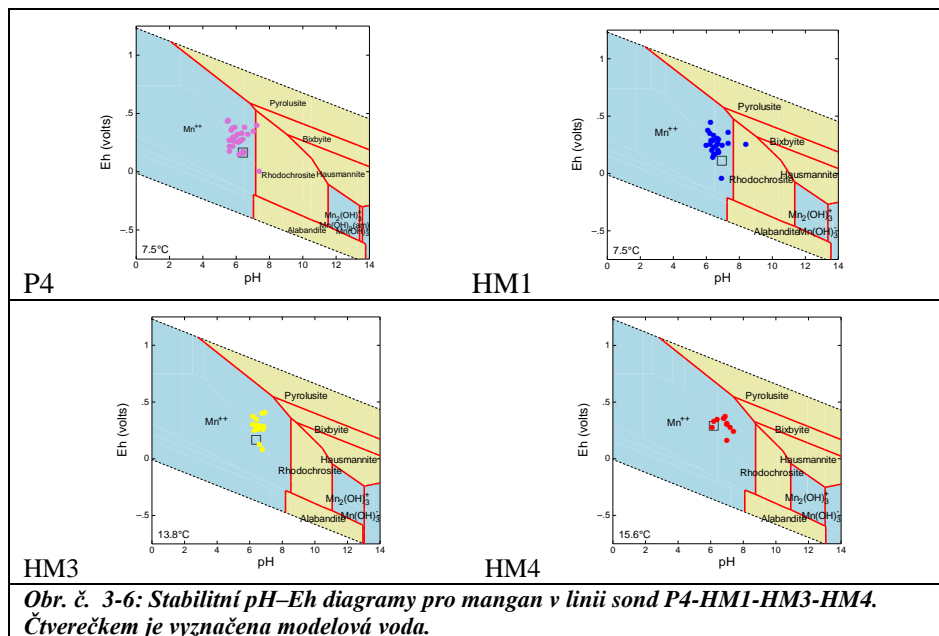 1
.5
0
−.5
Eh (volts)
Pyrolusite
Mn++
Bixbyite
Rhodochrosite
Hausmannite
Mn2(OH)3+
Mn(OH)2(am)
Mn(OH)3−
Alabandite
7.5°C
0 2 4 6 8 10 12 14
pH
P4
1
.5
0
−.5
Eh (volts)
Pyrolusite
Mn++
Bixbyite
Rhodochrosite
Hausmannite
Mn2(OH)3+
Alabandite
Mn(OH)3−
7.5°C
0 2 4 6 8 10 12 14
pH
HM1
1
.5
0
−.5
Eh (volts)
Pyrolusite
Mn++
Bixbyite
Hausmannite
Rhodochrosite
Mn2(OH)3+
Mn(OH)3−
Alabandite
13.8°C
0 2 4 6 8 10 12 14
pH
HM3
1
.5
0
−.5
Eh (volts)
Pyrolusite
Mn++
Bixbyite
Hausmannite
Rhodochrosite
Mn2(OH)3+
Mn(OH)3−
Alabandite
15.6°C
0 2 4 6 8 10 12 14
pH
HM4
Obr. č. 3-6: Stabilitní pH–Eh diagramy pro mangan v linii sond P4-HM1-HM3-HM4.
Čtverečkem je vyznačena modelová voda.